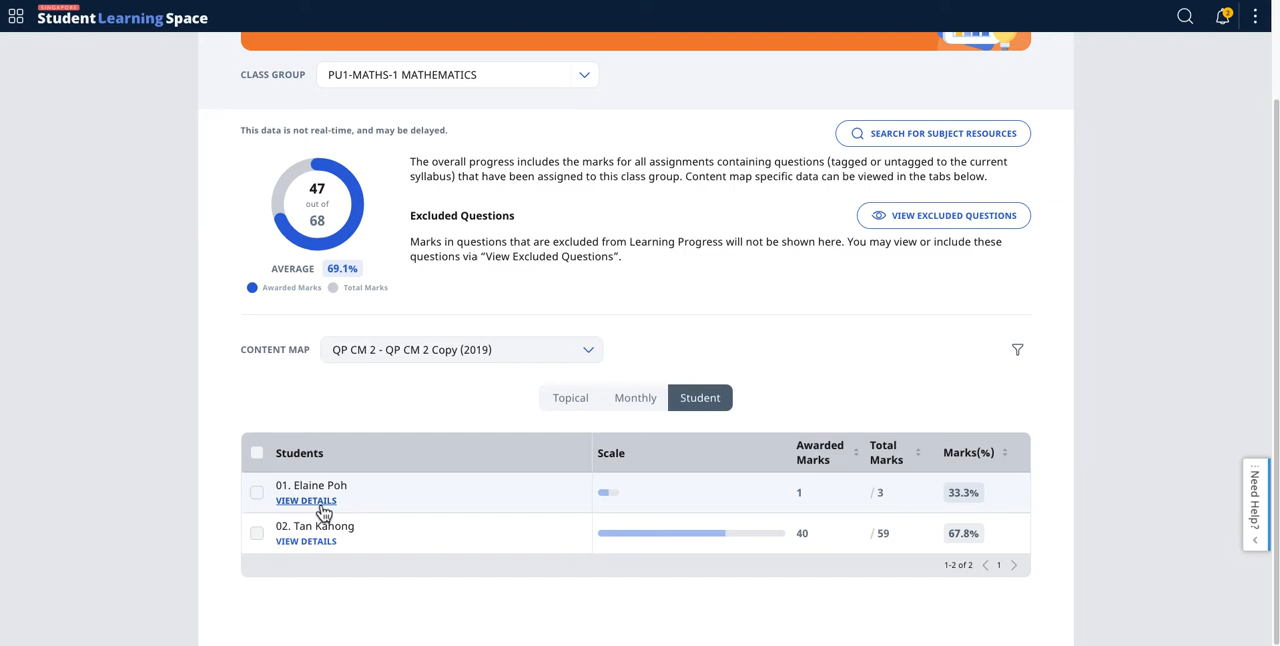 SINGAPORE
Student Learning Space
2
CLASS GROUP
PU1-MATHS-1 MATHEMATICS
This data is not real-time, and may be delayed.
SEARCH FOR SUBJECT RESOURCES
47
out of
68
AVERAGE 69.1%
Awarded Marks Total Marks
The overall progress includes the marks for all assignments containing questions (tagged or untagged to the current
syllabus) that have been assigned to this class group. Content map specific data can be viewed in the tabs below.
Excluded Questions
VIEW EXCLUDED QUESTIONS
Marks in questions that are excluded from Learning Progress will not be shown here. You may view or include these
questions via “View Excluded Questions”.
CONTENT MAP
QP CM 2 - QP CM 2 Copy (2019)
Topical Monthly Student
Students Scale Awarded Marks Total Marks Marks(%)
01. Elaine Poh
VIEW DETAILS
1 / 3 33.3%
02. Tan Kahong
VIEW DETAILS
40 / 59 67.8%
1-2 of 2 1
Need Help?